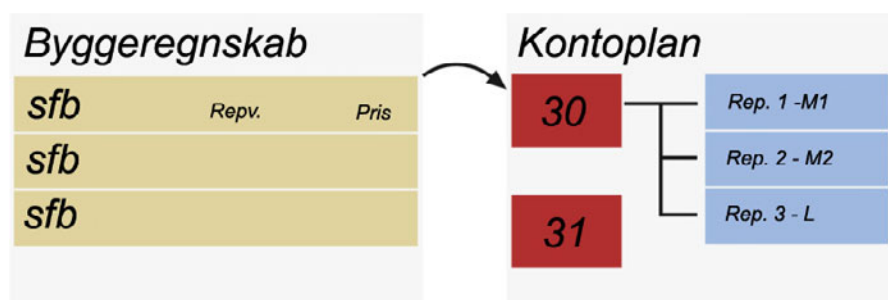 Byggeregnskab
sfb Repv. Pris
sfb
sfb
Kontoplan
30
31
Rep. 1 -M1
Rep. 2 - M2
Rep. 3 - L